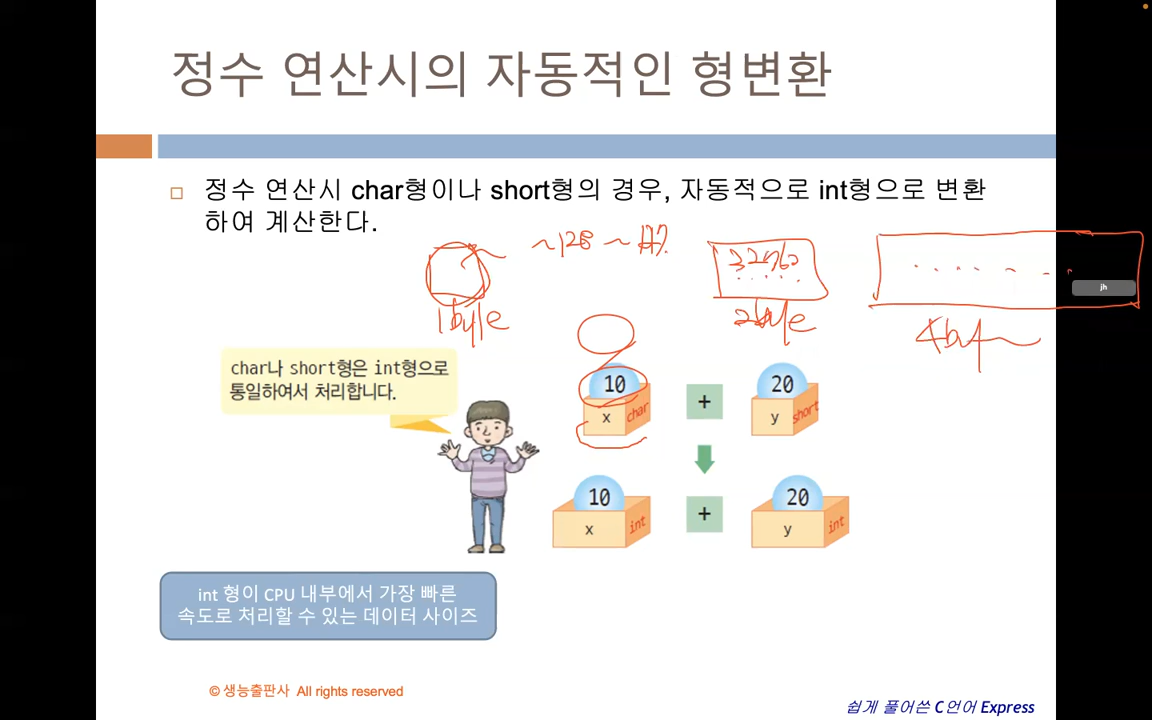 정수 연산시의 자동적인 형변환
정수 연산시 char형이나 short형의 경우, 자동적으로 int형으로 변환
하여 계산한다.
~128 ~ 127
1byte
2byte
jh
char나 short형은 int형으로
통일하여서 처리합니다.
10 + 20
x char y short
10 + 20
x int y int
int 형이 CPU 내부에서 가장 빠른
속도로 처리할 수 있는 데이터 사이즈
© 생능출판사 All rights reserved
쉽게 풀어쓴 C언어 Express